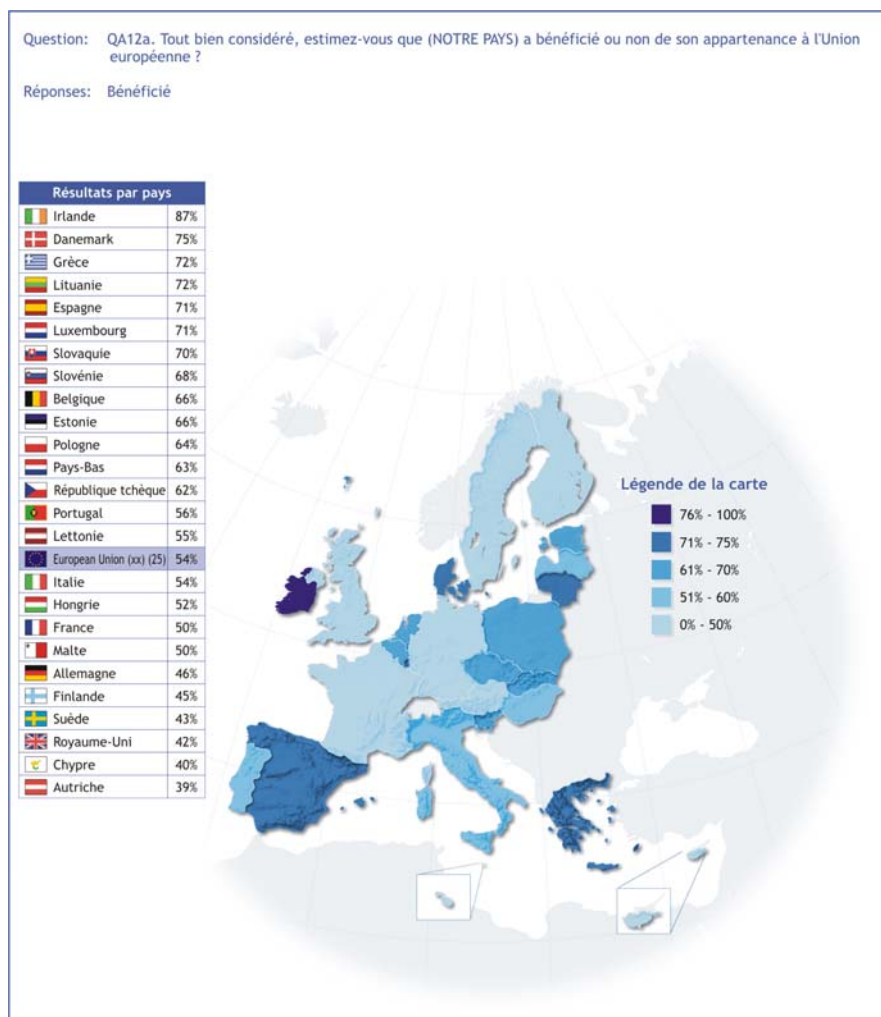 Question: QA12a. Tout bien considéré, estimez-vous que (NOTRE PAYS) a bénéficié ou non de son appartenance à l'Union
européenne ?
Réponses: Bénéficié
Résultats par pays
Irlande 87%
Danemark 75%
Grèce 72%
Lituanie 72%
Espagne 71%
Luxembourg 71%
Slovaquie 70%
Slovénie 68%
Belgique 66%
Estonie 66%
Pologne 64%
Pays-Bas 63%
République tchèque 62%
Portugal 56%
Lettonie 55%
European Union (xx) (25) 54%
Italie 54%
Hongrie 52%
France 50%
Malte 50%
Allemagne 46%
Finlande 45%
Suède 43%
Royaume-Uni 42%
Chypre 40%
Autriche 39%
Légende de la carte
76% - 100%
71% - 75%
61% - 70%
51% - 60%
0% - 50%